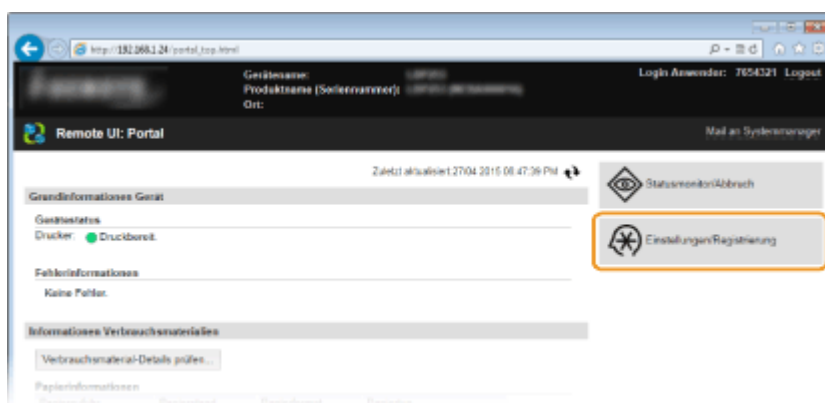 http://192.168.1.24/portal_top.html
Gerätename:
Produktname (Seriennummer):
Ort:
Login Anwender: 7654321 Logout
Remote UI: Portal
Mail an Systemmanager
Zuletzt aktualisiert:27/04 2015 08:47:39 PM
Statusmonitor/Abbruch
Grundinformationen Gerät
Gerätestatus
Drucker: Druckbereit.
Einstellungen/Registrierung
Fehlerinformationen
Keine Fehler.
Informationen Verbrauchsmaterialien
Verbrauchsmaterial-Details prüfen...
Papierinformationen